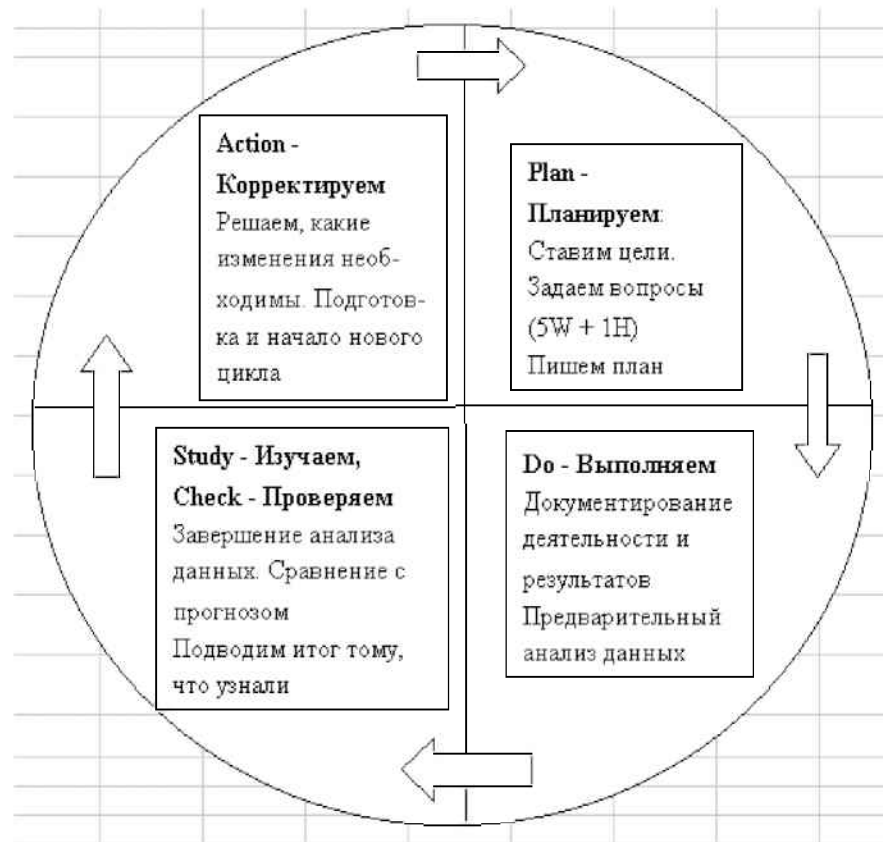 Action -
Корректируем
Решаем, какие
изменения необ-
ходимы. Подготов-
ка и начало нового
цикла
Plan -
Планируем:
Ставим цели.
Задаем вопросы
(5W + 1H)
Пишем план
Study - Изучаем,
Check - Проверяем
Завершение анализа
данных. Сравнение с
прогнозом
Подводим итог тому,
что узнали
Do - Выполняем
Документирование
деятельности и
результатов
Предварительный
анализ данных